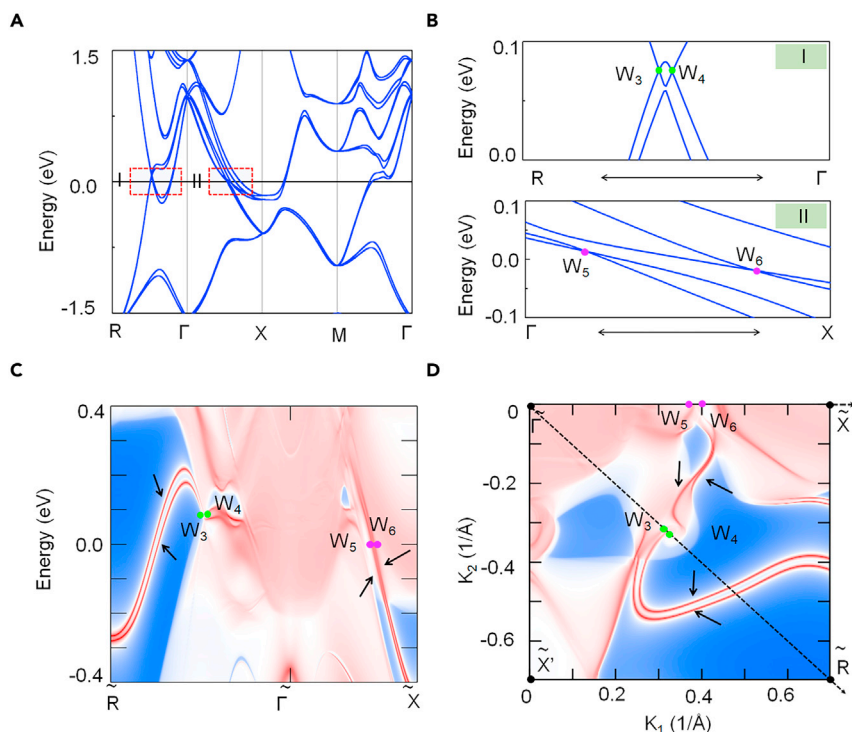 A
Energy (eV)
1.5
0.0
-1.5
I
II
R
Γ
X
M
Γ
B
Energy (eV)
0.1
0.0
W3
W4
I
R
Γ
Energy (eV)
0.1
0.0
-0.1
W5
W6
II
Γ
X
C
Energy (eV)
0.4
0.0
-0.4
W3
W4
W5
W6
R̃
Γ̃
X̃
D
K2 (1/Å)
0
-0.2
-0.4
-0.6
Γ̃
W5
W6
X̃
W3
W4
X̃'
R̃
0.2
0.4
0.6
K1 (1/Å)